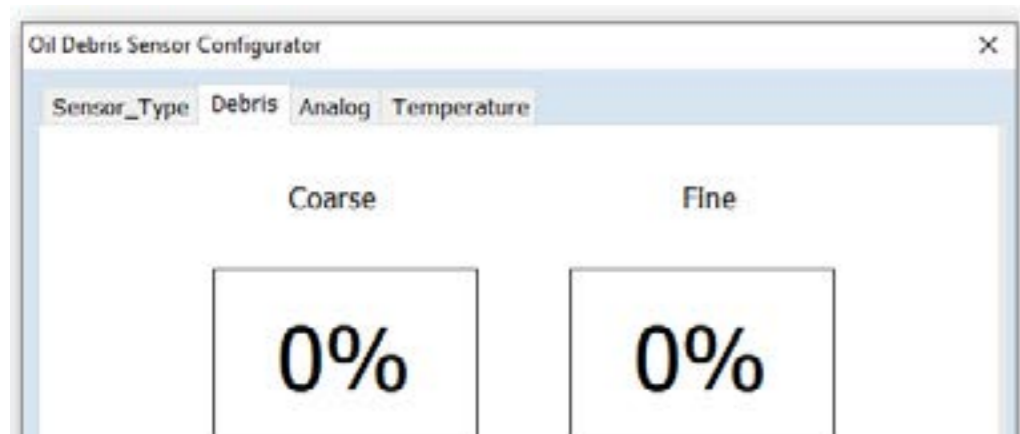 Oil Debris Sensor Configurator
Sensor_Type Debris Analog Temperature
Coarse Fine
0% 0%